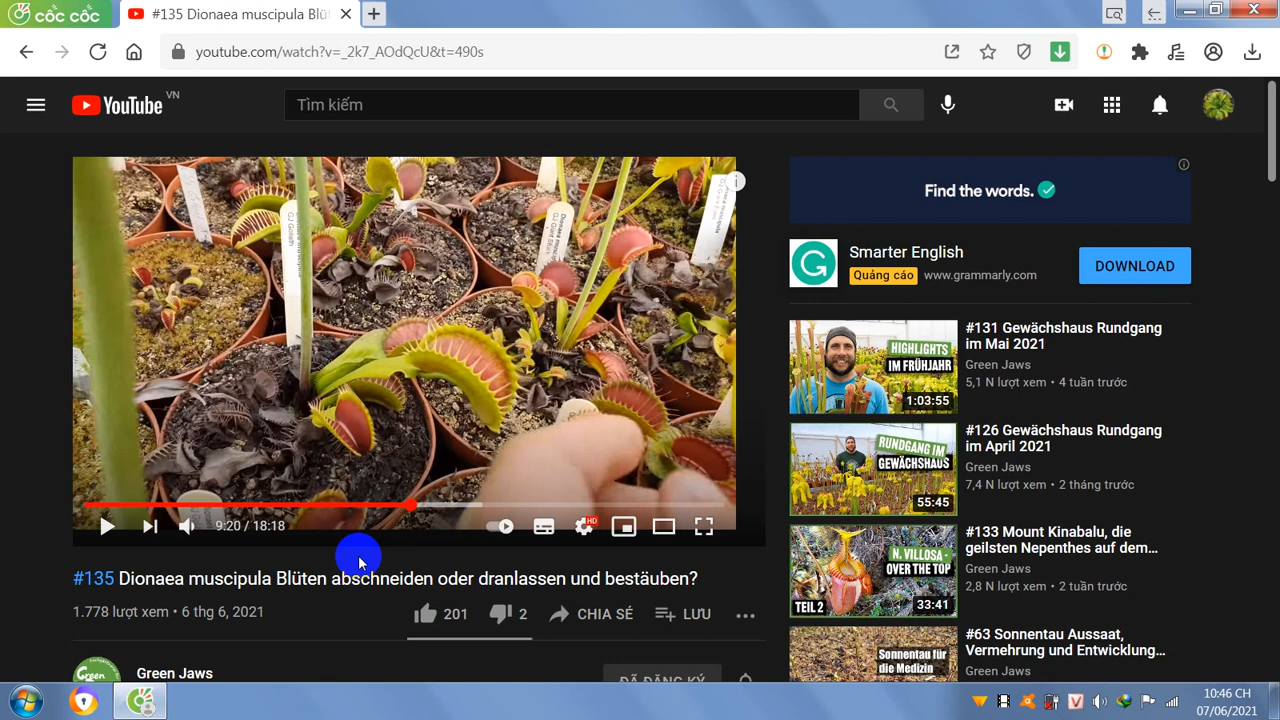 cốc cốc
#135 Dionaea muscipula Blü
youtube.com/watch?v=_2k7_AOdQcU&t=490s
YouTube VN
Tìm kiếm
Find the words.
Smarter English
Quảng cáo www.grammarly.com
DOWNLOAD
9:20 / 18:18
HD
#135 Dionaea muscipula Blüten abschneiden oder dranlassen und bestäuben?
1.778 lượt xem • 6 thg 6, 2021
201
2
CHIA SẺ
LƯU
Green Jaws
ĐÃ ĐĂNG KÝ
HIGHLIGHTS
IM FRÜHJAHR
1:03:55
#131 Gewächshaus Rundgang
im Mai 2021
Green Jaws
5,1 N lượt xem • 4 tuần trước
RUNDGANG IM
GEWÄCHSHAUS
55:45
#126 Gewächshaus Rundgang
im April 2021
Green Jaws
7,4 N lượt xem • 2 tháng trước
N. VILLOSA -
OVER THE TOP
TEIL 2
33:41
#133 Mount Kinabalu, die
geilsten Nepenthes auf dem...
Green Jaws
2,8 N lượt xem • 2 tuần trước
Sonnentau für
die Medizin
#63 Sonnentau Aussaat,
Vermehrung und Entwicklung...
Green Jaws
10:46 CH
07/06/2021